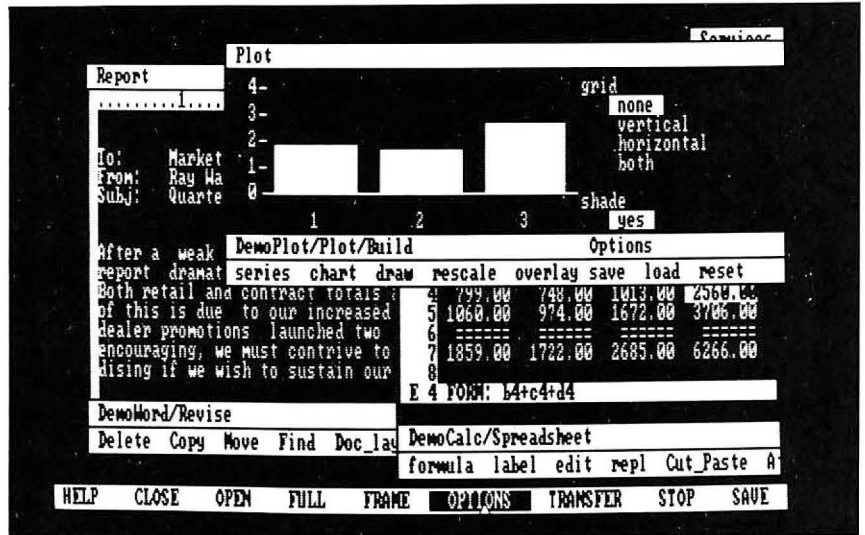 Services
Plot
Report
.........1....
4-
3-
2-
1-
0
1 2 3
grid
none
vertical
horizontal
both
shade
yes
To: Market
From: Ray Wa
Subj: Quarte
After a weak
report dramat
Both retail and contract totals
of this is due to our increased
dealer promotions launched two
encouraging, we must contrive to
dising if we wish to sustain our
DemoPlot/Plot/Build Options
series chart draw rescale overlay save load reset
4 799.00 748.00 1013.00 2560.00
5 1060.00 974.00 1672.00 3706.00
6 ====== ====== ====== ======
7 1859.00 1722.00 2685.00 6266.00
8
E 4 FORM: b4+c4+d4
DemoWord/Revise
Delete Copy Move Find Doc_lay
DemoCalc/Spreadsheet
formula label edit repl Cut_Paste A
HELP CLOSE OPEN FULL FRAME OPTIONS TRANSFER STOP SAVE